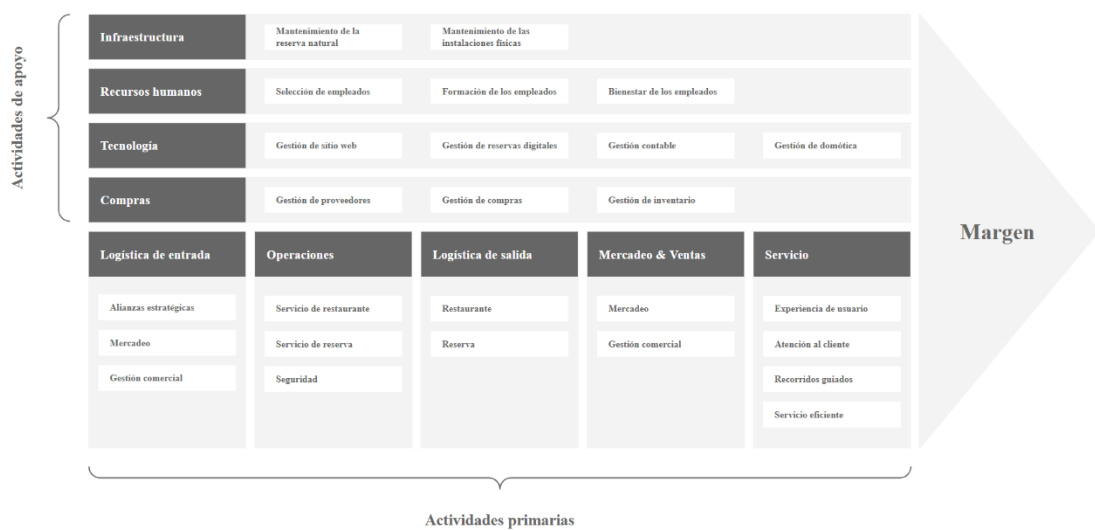 Actividades de apoyo
Infraestructura
Mantenimiento de la
reserva natural
Mantenimiento de las
instalaciones físicas
Recursos humanos
Selección de empleados
Formación de los empleados
Bienestar de los empleados
Tecnología
Gestión de sitio web
Gestión de reservas digitales
Gestión contable
Gestión de domótica
Compras
Gestión de proveedores
Gestión de compras
Gestión de inventario
Logística de entrada
Alianzas estratégicas
Mercadeo
Gestión comercial
Operaciones
Servicio de restaurante
Servicio de reserva
Seguridad
Logística de salida
Restaurante
Reserva
Mercadeo & Ventas
Mercadeo
Gestión comercial
Servicio
Experiencia de usuario
Atención al cliente
Recorridos guiados
Servicio eficiente
Margen
Actividades primarias